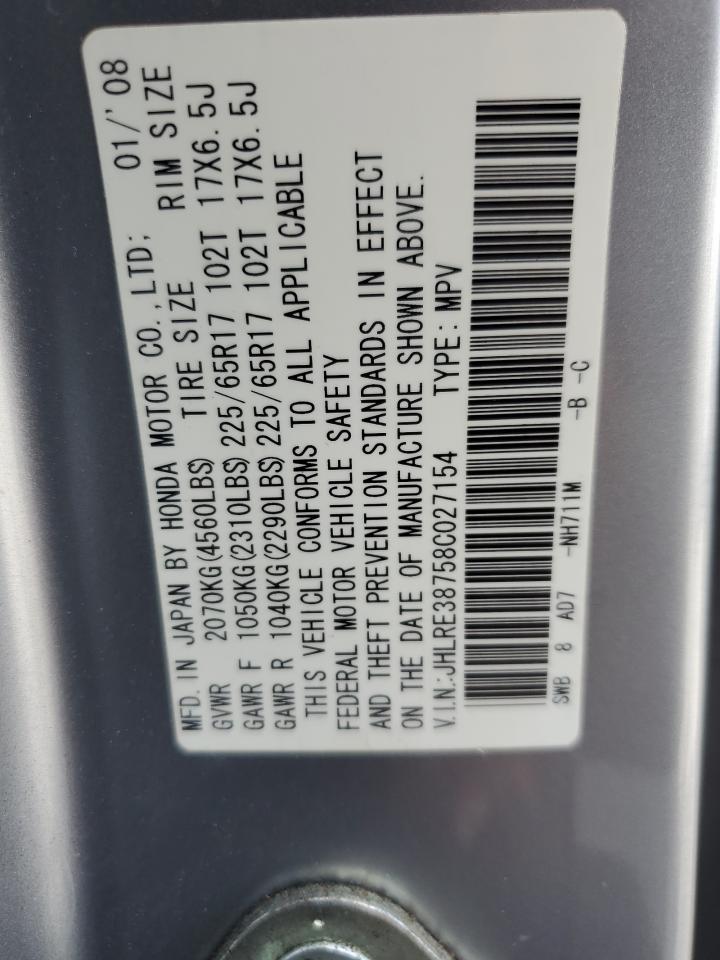 MFD. IN JAPAN BY HONDA MOTOR CO., LTD; 01/'08
GVWR 2070KG(4560LBS) TIRE SIZE RIM SIZE
GAWR F 1050KG(2310LBS) 225/65R17 102T 17X6.5J
GAWR R 1040KG(2290LBS) 225/65R17 102T 17X6.5J
THIS VEHICLE CONFORMS TO ALL APPLICABLE
FEDERAL MOTOR VEHICLE SAFETY
AND THEFT PREVENTION STANDARDS IN EFFECT
ON THE DATE OF MANUFACTURE SHOWN ABOVE.
V.I.N.:JHLRE38758C027154 TYPE: MPV
SWB 8 AD7 -NH711M -B -C